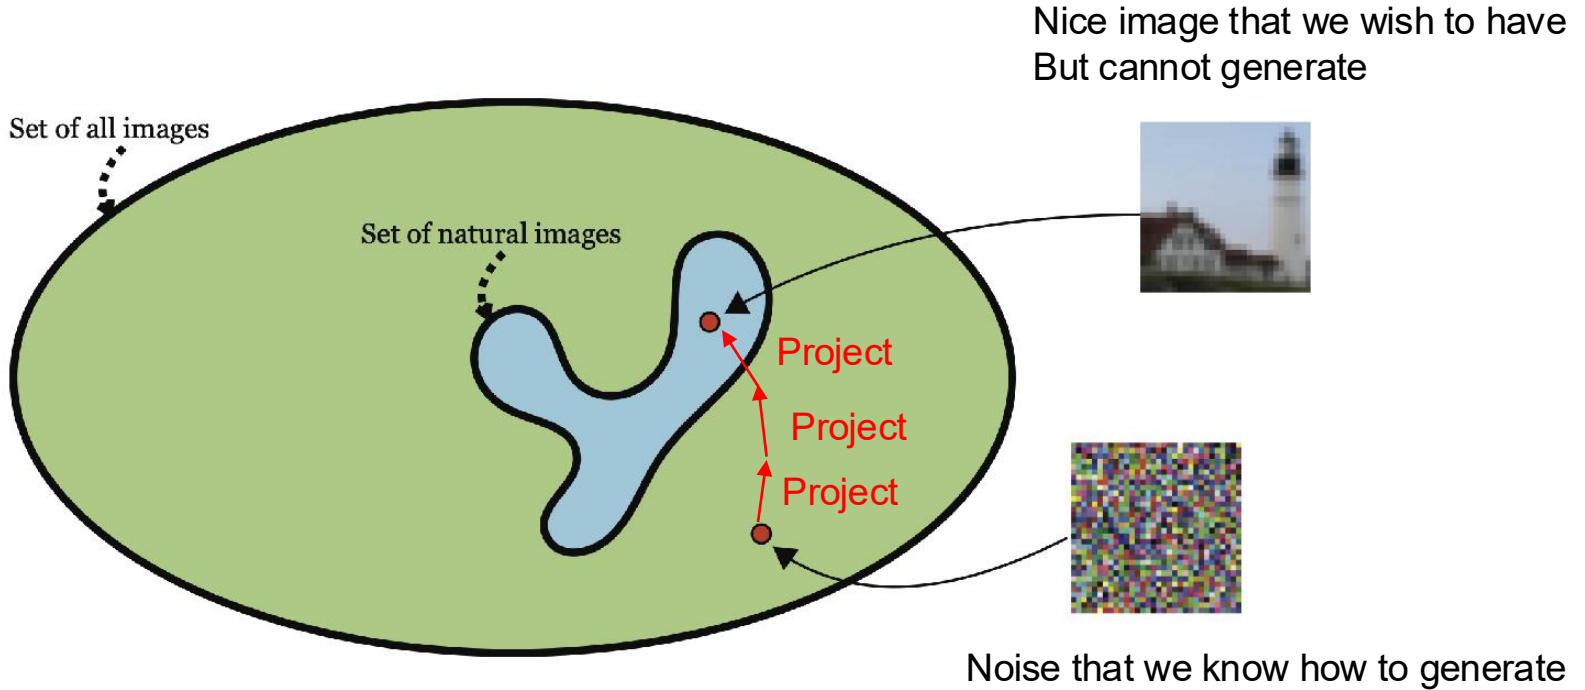 Nice image that we wish to have
But cannot generate
Set of all images
Set of natural images
Project
Project
Project
Noise that we know how to generate